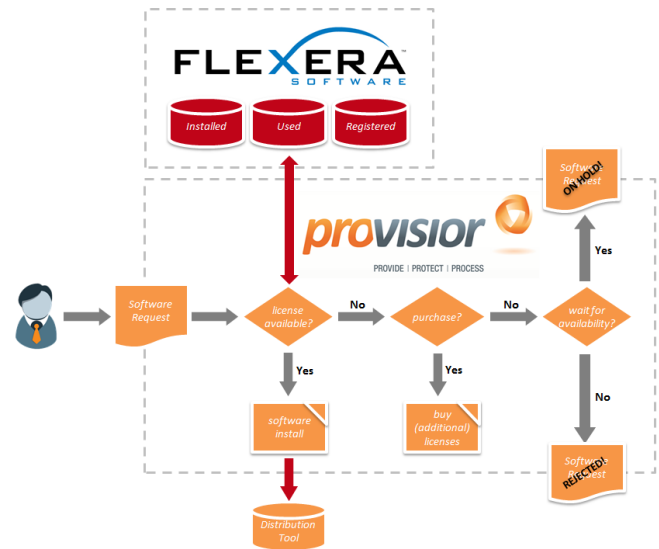 FLEXERA™
SOFTWARE
Installed
Used
Registered
Software
Request
ON HOLD!
provisior
PROVIDE | PROTECT | PROCESS
Yes
Software
Request
license
available?
No
purchase?
No
wait for
availability?
Yes
Yes
No
software
install
buy
(additional)
licenses
Software
Request
REJECTED!
Distribution
Tool